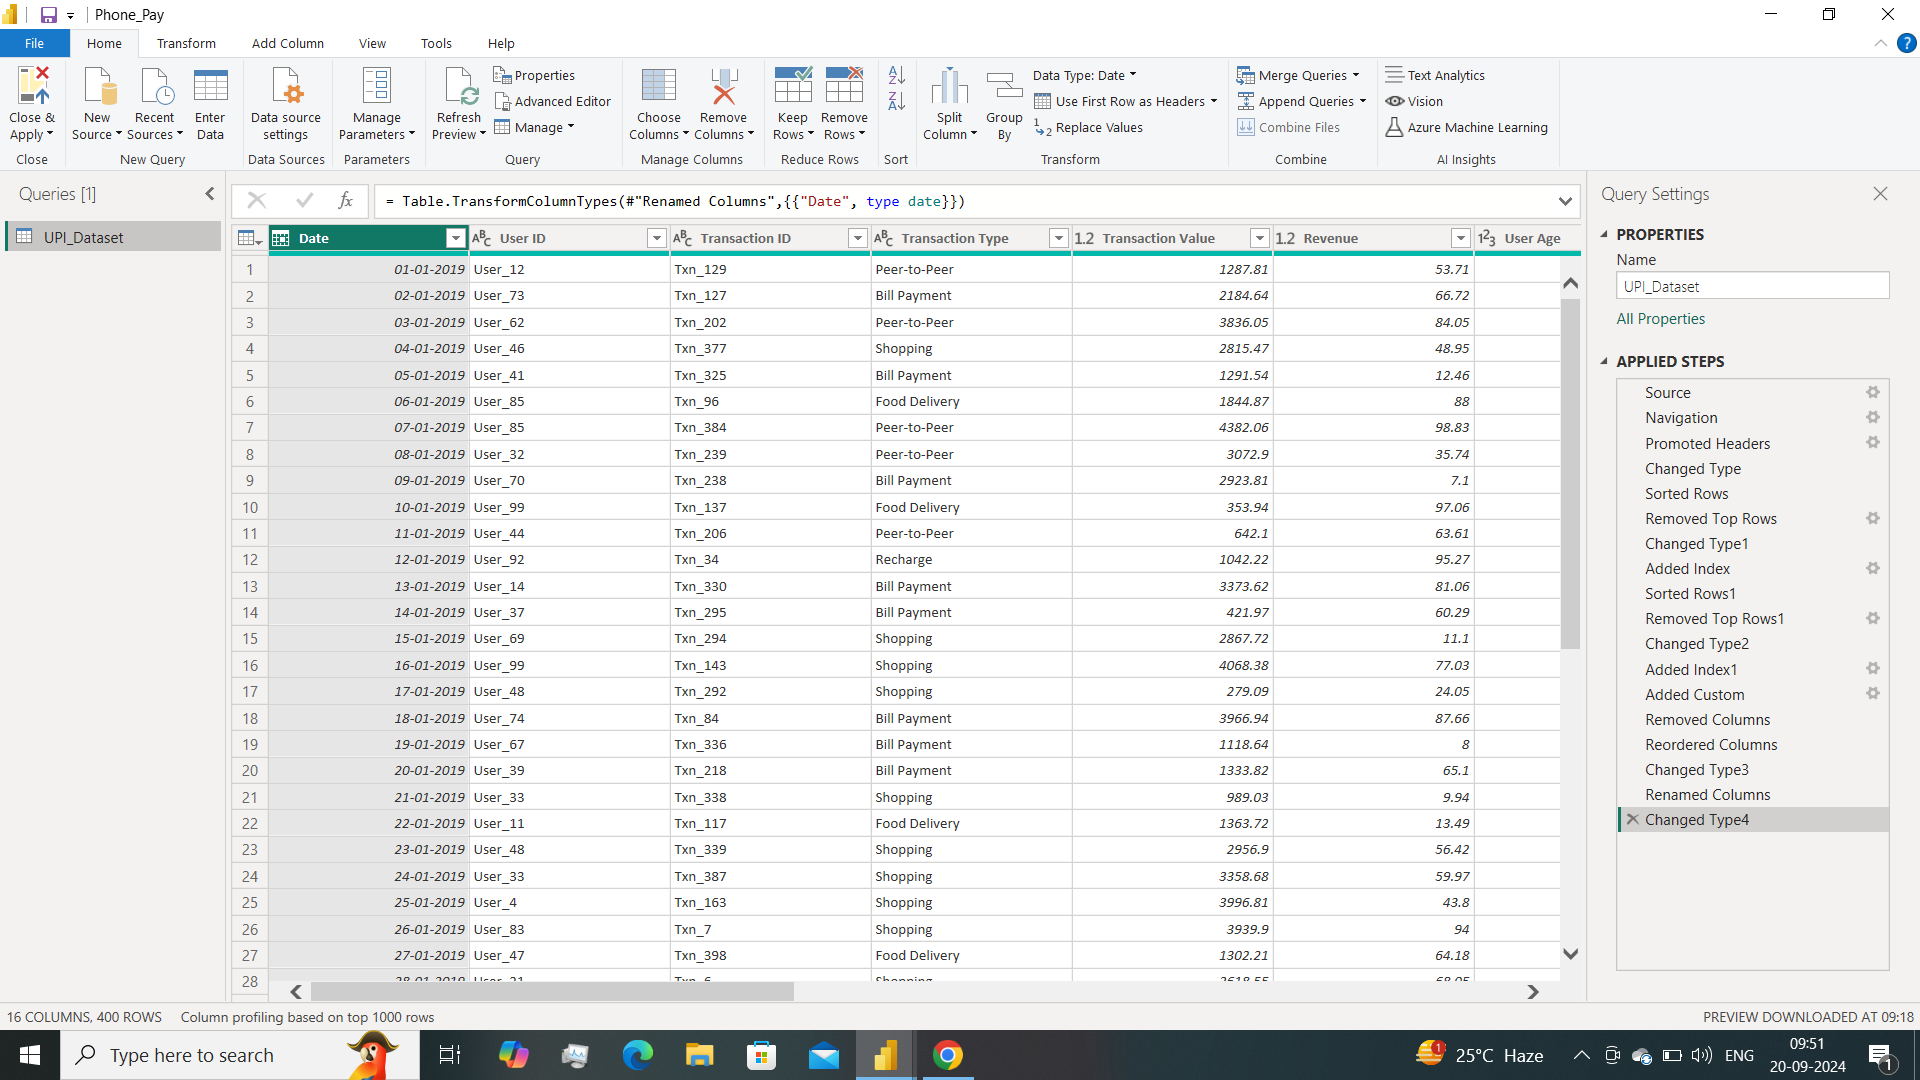 Phone_Pay
File Home Transform Add Column View Tools Help
Close & Apply
Close
New Source
Recent Sources
Enter Data
New Query
Data source settings
Data Sources
Manage Parameters
Parameters
Refresh Preview
Properties
Advanced Editor
Manage
Query
Choose Columns
Remove Columns
Manage Columns
Keep Rows
Remove Rows
Reduce Rows
Sort
Split Column
Group By
Data Type: Date
Use First Row as Headers
Replace Values
Transform
Merge Queries
Append Queries
Combine Files
Combine
Text Analytics
Vision
Azure Machine Learning
AI Insights
Queries [1]
UPI_Dataset
= Table.TransformColumnTypes(#"Renamed Columns",{{"Date", type date}})
Date User ID Transaction ID Transaction Type 1.2 Transaction Value 1.2 Revenue User Age
1 01-01-2019 User_12 Txn_129 Peer-to-Peer 1287.81 53.71
2 02-01-2019 User_73 Txn_127 Bill Payment 2184.64 66.72
3 03-01-2019 User_62 Txn_202 Peer-to-Peer 3836.05 84.05
4 04-01-2019 User_46 Txn_377 Shopping 2815.47 48.95
5 05-01-2019 User_41 Txn_325 Bill Payment 1291.54 12.46
6 06-01-2019 User_85 Txn_96 Food Delivery 1844.87 88
7 07-01-2019 User_85 Txn_384 Peer-to-Peer 4382.06 98.83
8 08-01-2019 User_32 Txn_239 Peer-to-Peer 3072.9 35.74
9 09-01-2019 User_70 Txn_238 Bill Payment 2923.81 7.1
10 10-01-2019 User_99 Txn_137 Food Delivery 353.94 97.06
11 11-01-2019 User_44 Txn_206 Peer-to-Peer 642.1 63.61
12 12-01-2019 User_92 Txn_34 Recharge 1042.22 95.27
13 13-01-2019 User_14 Txn_330 Bill Payment 3373.62 81.06
14 14-01-2019 User_37 Txn_295 Bill Payment 421.97 60.29
15 15-01-2019 User_69 Txn_294 Shopping 2867.72 11.1
16 16-01-2019 User_99 Txn_143 Shopping 4068.38 77.03
17 17-01-2019 User_48 Txn_292 Shopping 279.09 24.05
18 18-01-2019 User_74 Txn_84 Bill Payment 3966.94 87.66
19 19-01-2019 User_67 Txn_336 Bill Payment 1118.64 8
20 20-01-2019 User_39 Txn_218 Bill Payment 1333.82 65.1
21 21-01-2019 User_33 Txn_338 Shopping 989.03 9.94
22 22-01-2019 User_11 Txn_117 Food Delivery 1363.72 13.49
23 23-01-2019 User_48 Txn_339 Shopping 2956.9 56.42
24 24-01-2019 User_33 Txn_387 Shopping 3358.68 59.97
25 25-01-2019 User_4 Txn_163 Shopping 3996.81 43.8
26 26-01-2019 User_83 Txn_7 Shopping 3939.9 94
27 27-01-2019 User_47 Txn_398 Food Delivery 1302.21 64.18
28
Query Settings
PROPERTIES
Name
UPI_Dataset
All Properties
APPLIED STEPS
Source
Navigation
Promoted Headers
Changed Type
Sorted Rows
Removed Top Rows
Changed Type1
Added Index
Sorted Rows1
Removed Top Rows1
Changed Type2
Added Index1
Added Custom
Removed Columns
Reordered Columns
Changed Type3
Renamed Columns
Changed Type4
16 COLUMNS, 400 ROWS Column profiling based on top 1000 rows PREVIEW DOWNLOADED AT 09:18
Type here to search
25°C Haze
ENG
09:51
20-09-2024
1